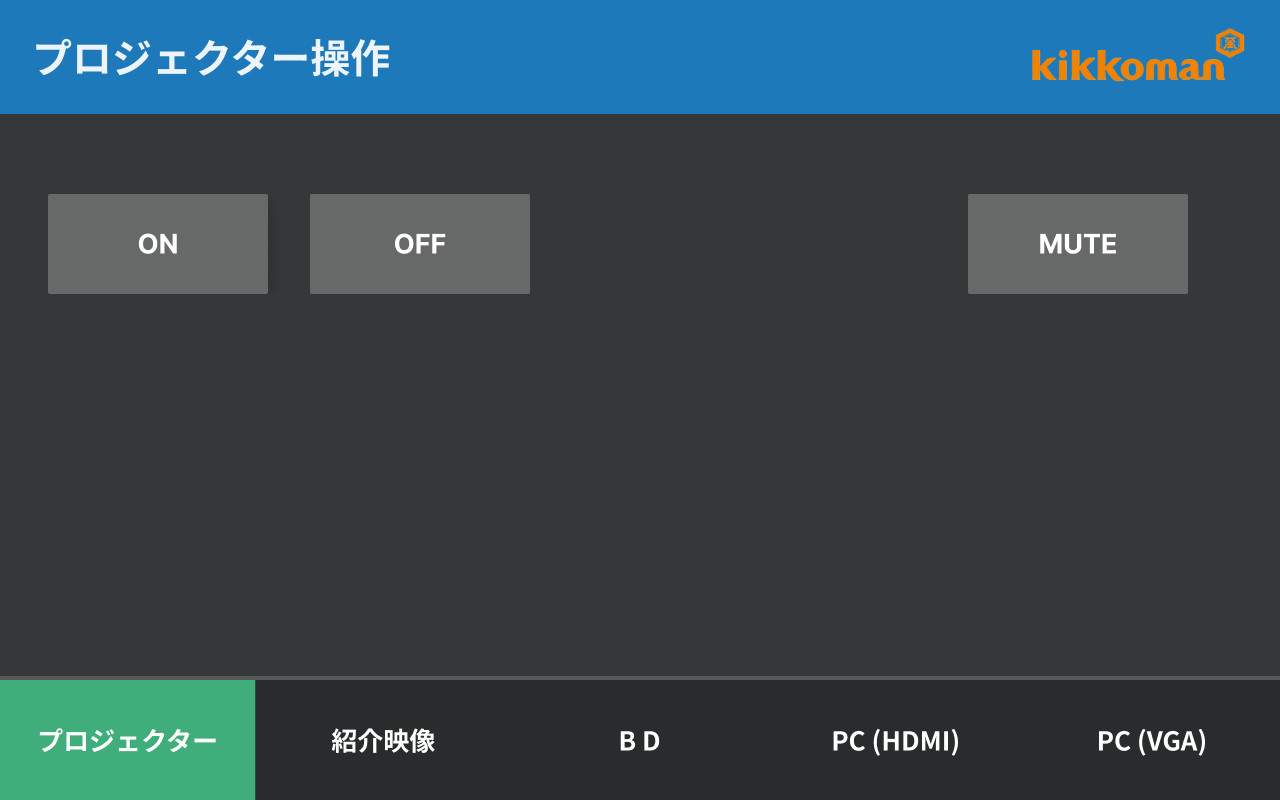 プロジェクター操作
kikkoman
ON
OFF
MUTE
プロジェクター
紹介映像
B D
PC (HDMI)
PC (VGA)